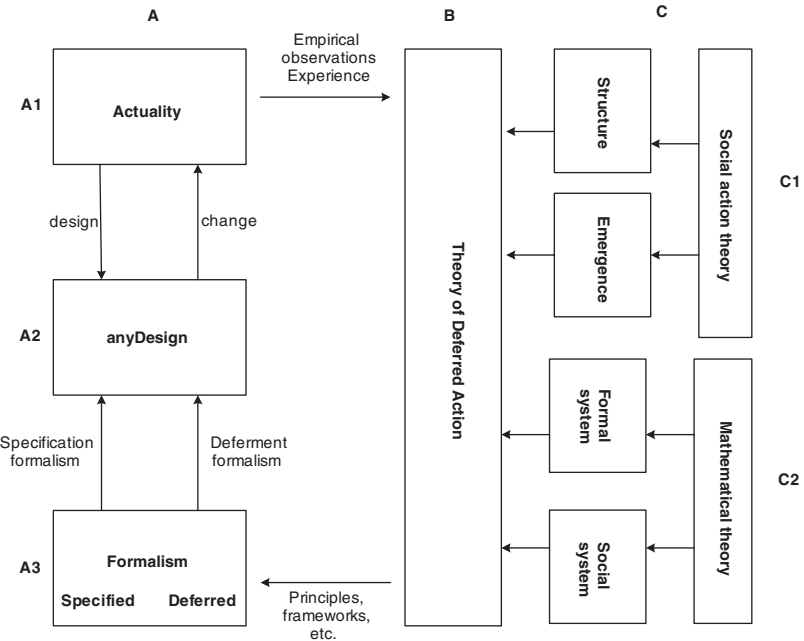 A
B
C
Empirical
observations
Experience
A1
Actuality
Structure
Social action theory
C1
design
change
Emergence
Theory of Deferred Action
A2
anyDesign
Specification
formalism
Deferment
formalism
Formal
system
Mathematical theory
C2
A3
Formalism
Specified Deferred
Social
system
Principles,
frameworks,
etc.